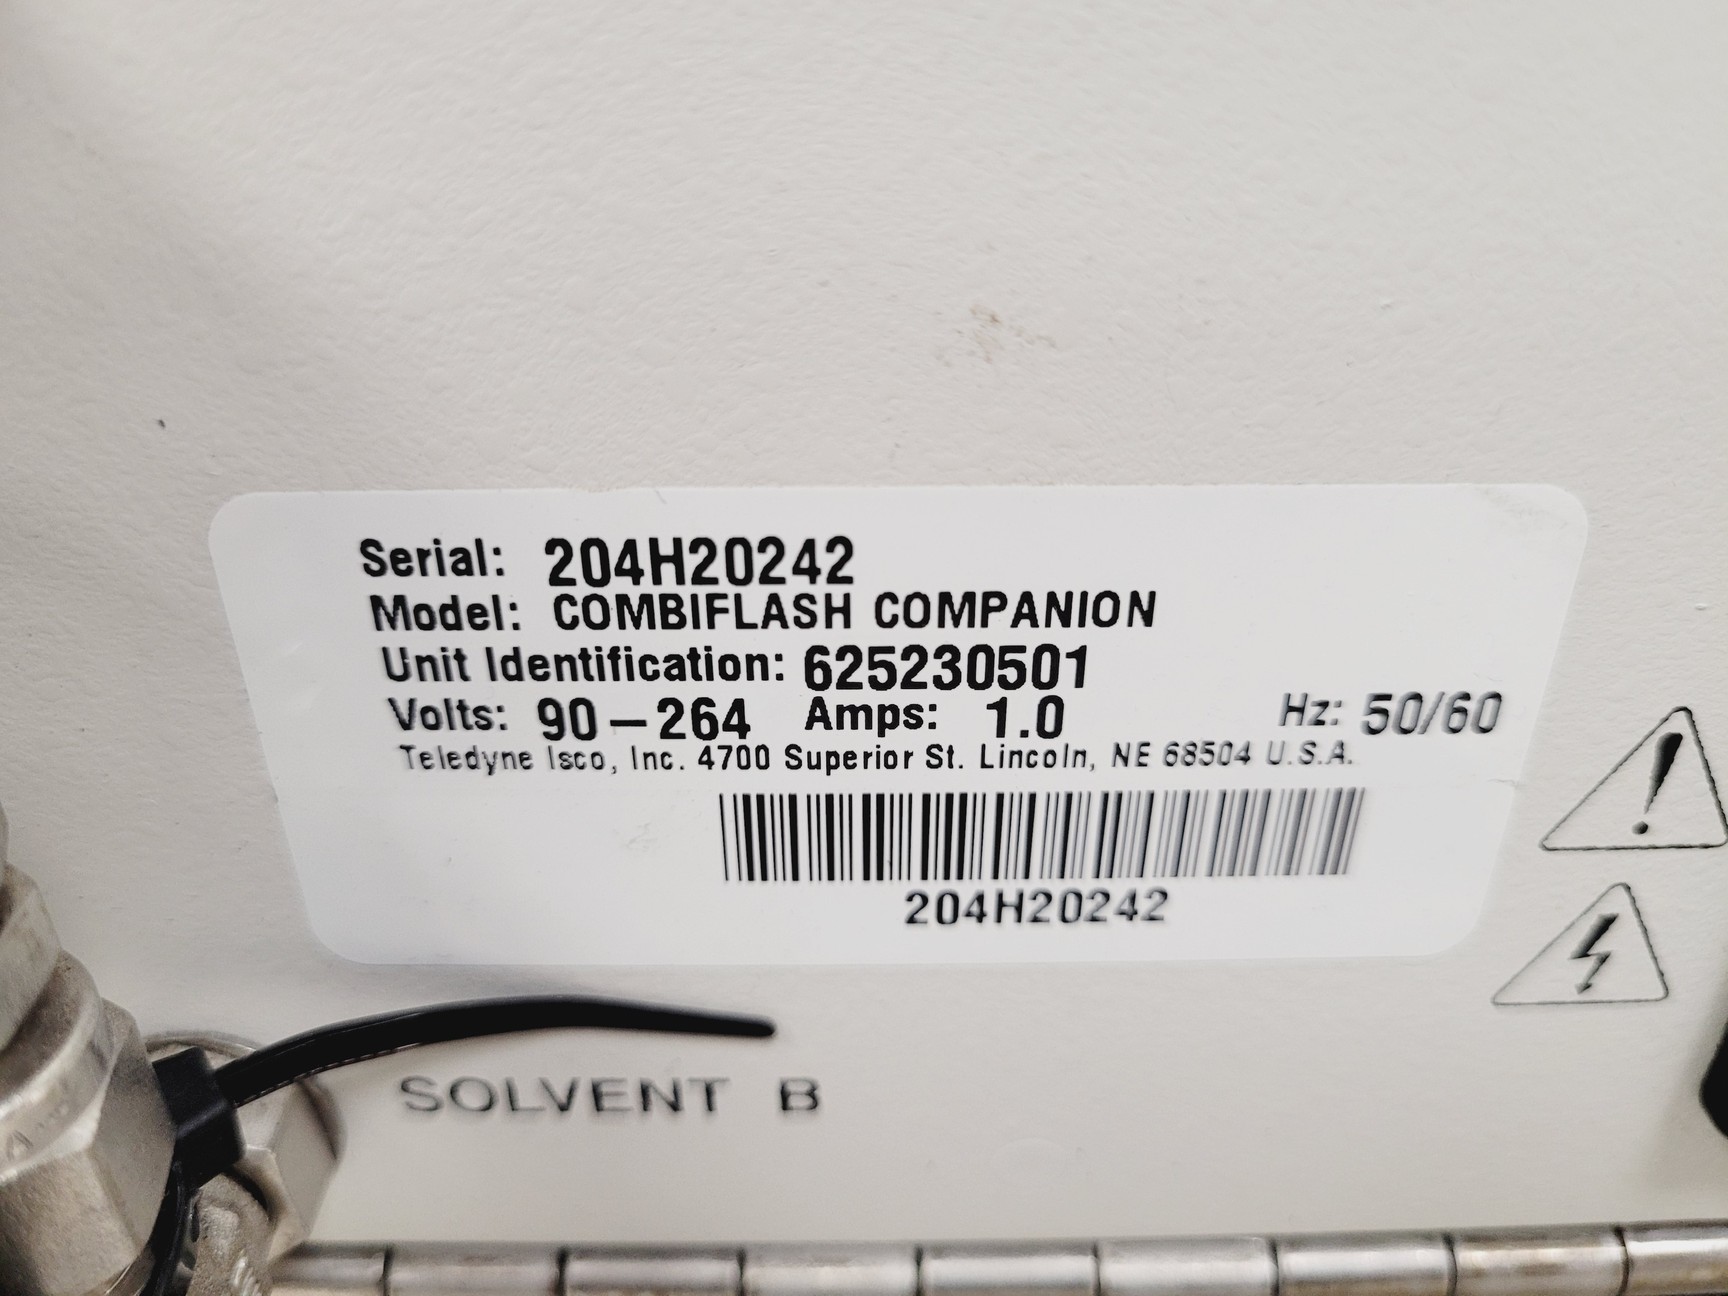 Serial: 204H20242
Model: COMBIFLASH COMPANION
Unit Identification: 625230501
Volts: 90-264 Amps: 1.0 Hz: 50/60
Teledyne Isco, Inc. 4700 Superior St. Lincoln, NE 68504 U.S.A.
204H20242
SOLVENT B